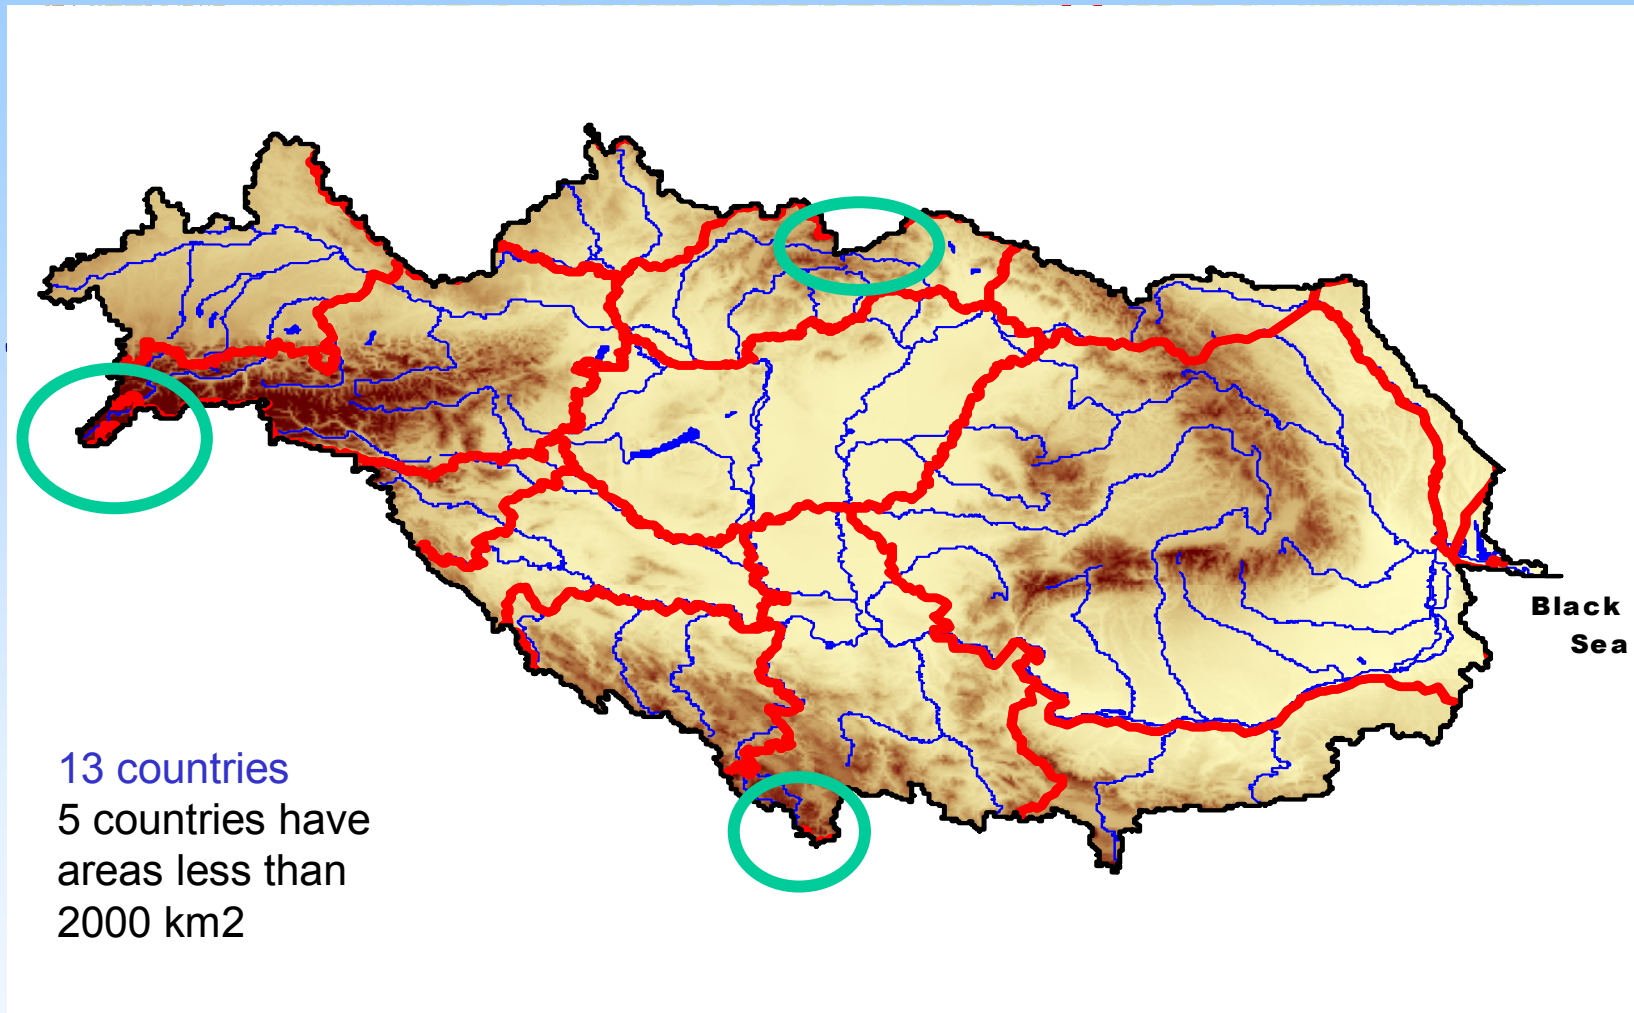 Black
Sea
13 countries
5 countries have
areas less than
2000 km2